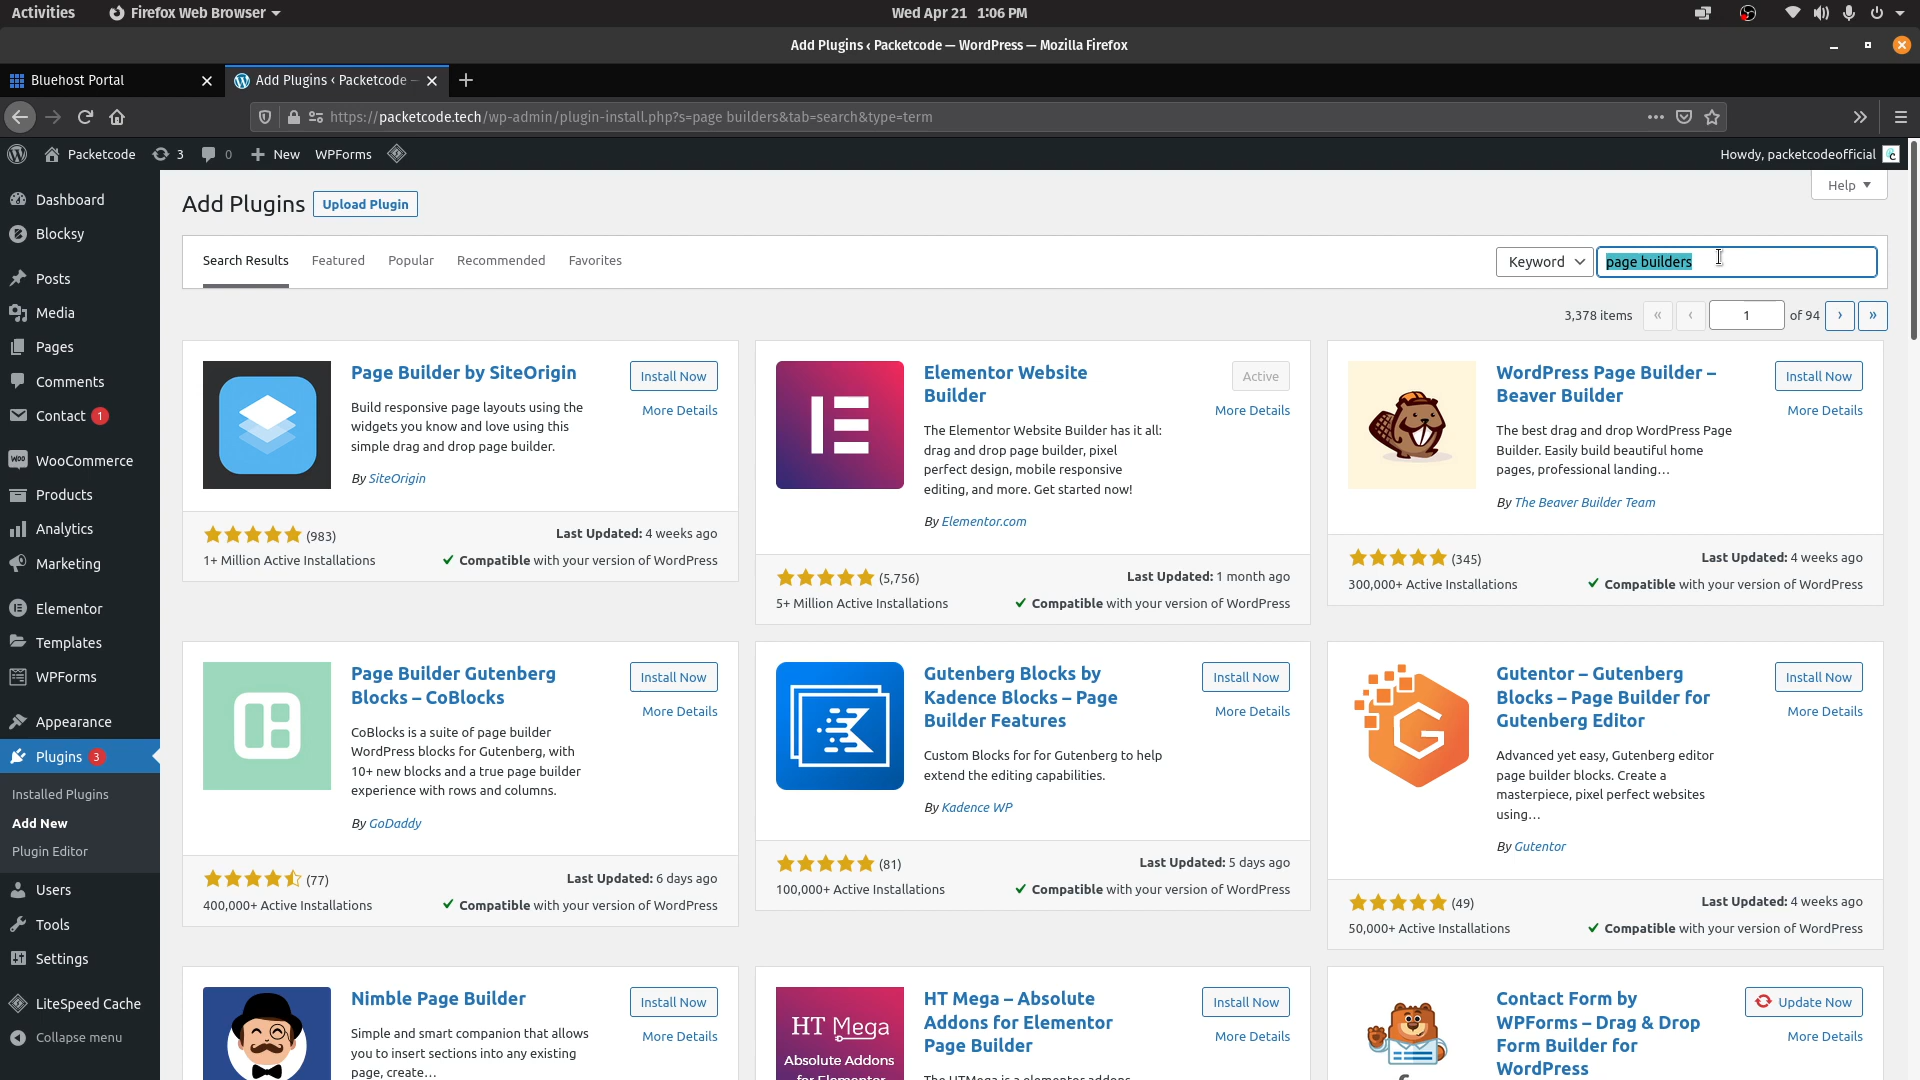 Activities
Firefox Web Browser
Wed Apr 21 1:06 PM
Add Plugins ‹ Packetcode — WordPress — Mozilla Firefox
Bluehost Portal
Add Plugins ‹ Packetcode —
https://packetcode.tech/wp-admin/plugin-install.php?s=page builders&tab=search&type=term
Packetcode 3 0 New WPForms
Howdy, packetcodeofficial
Dashboard
Blocksy
Posts
Media
Pages
Comments
Contact 1
WooCommerce
Products
Analytics
Marketing
Elementor
Templates
WPForms
Appearance
Plugins 3
Installed Plugins
Add New
Plugin Editor
Users
Tools
Settings
LiteSpeed Cache
Collapse menu
Help
Add Plugins Upload Plugin
Search Results Featured Popular Recommended Favorites
Keyword page builders
3,378 items « ‹ 1 of 94 › »
Page Builder by SiteOrigin
Install Now
More Details
Build responsive page layouts using the
widgets you know and love using this
simple drag and drop page builder.
By SiteOrigin
(983)
Last Updated: 4 weeks ago
1+ Million Active Installations
Compatible with your version of WordPress
Elementor Website
Builder
Active
More Details
The Elementor Website Builder has it all:
drag and drop page builder, pixel
perfect design, mobile responsive
editing, and more. Get started now!
By Elementor.com
(5,756)
Last Updated: 1 month ago
5+ Million Active Installations
Compatible with your version of WordPress
WordPress Page Builder –
Beaver Builder
Install Now
More Details
The best drag and drop WordPress Page
Builder. Easily build beautiful home
pages, professional landing…
By The Beaver Builder Team
(345)
Last Updated: 4 weeks ago
300,000+ Active Installations
Compatible with your version of WordPress
Page Builder Gutenberg
Blocks – CoBlocks
Install Now
More Details
CoBlocks is a suite of page builder
WordPress blocks for Gutenberg, with
10+ new blocks and a true page builder
experience with rows and columns.
By GoDaddy
(77)
Last Updated: 6 days ago
400,000+ Active Installations
Compatible with your version of WordPress
Gutenberg Blocks by
Kadence Blocks – Page
Builder Features
Install Now
More Details
Custom Blocks for for Gutenberg to help
extend the editing capabilities.
By Kadence WP
(81)
Last Updated: 5 days ago
100,000+ Active Installations
Compatible with your version of WordPress
Gutentor – Gutenberg
Blocks – Page Builder for
Gutenberg Editor
Install Now
More Details
Advanced yet easy, Gutenberg editor
page builder blocks. Create a
masterpiece, pixel perfect websites
using…
By Gutentor
(49)
Last Updated: 4 weeks ago
50,000+ Active Installations
Compatible with your version of WordPress
Nimble Page Builder
Install Now
More Details
Simple and smart companion that allows
you to insert sections into any existing
page, create…
HT Mega
Absolute Addons
for Elementor
HT Mega – Absolute
Addons for Elementor
Page Builder
Install Now
More Details
The HTMega is a elementor addons
Contact Form by
WPForms – Drag & Drop
Form Builder for
WordPress
Update Now
More Details